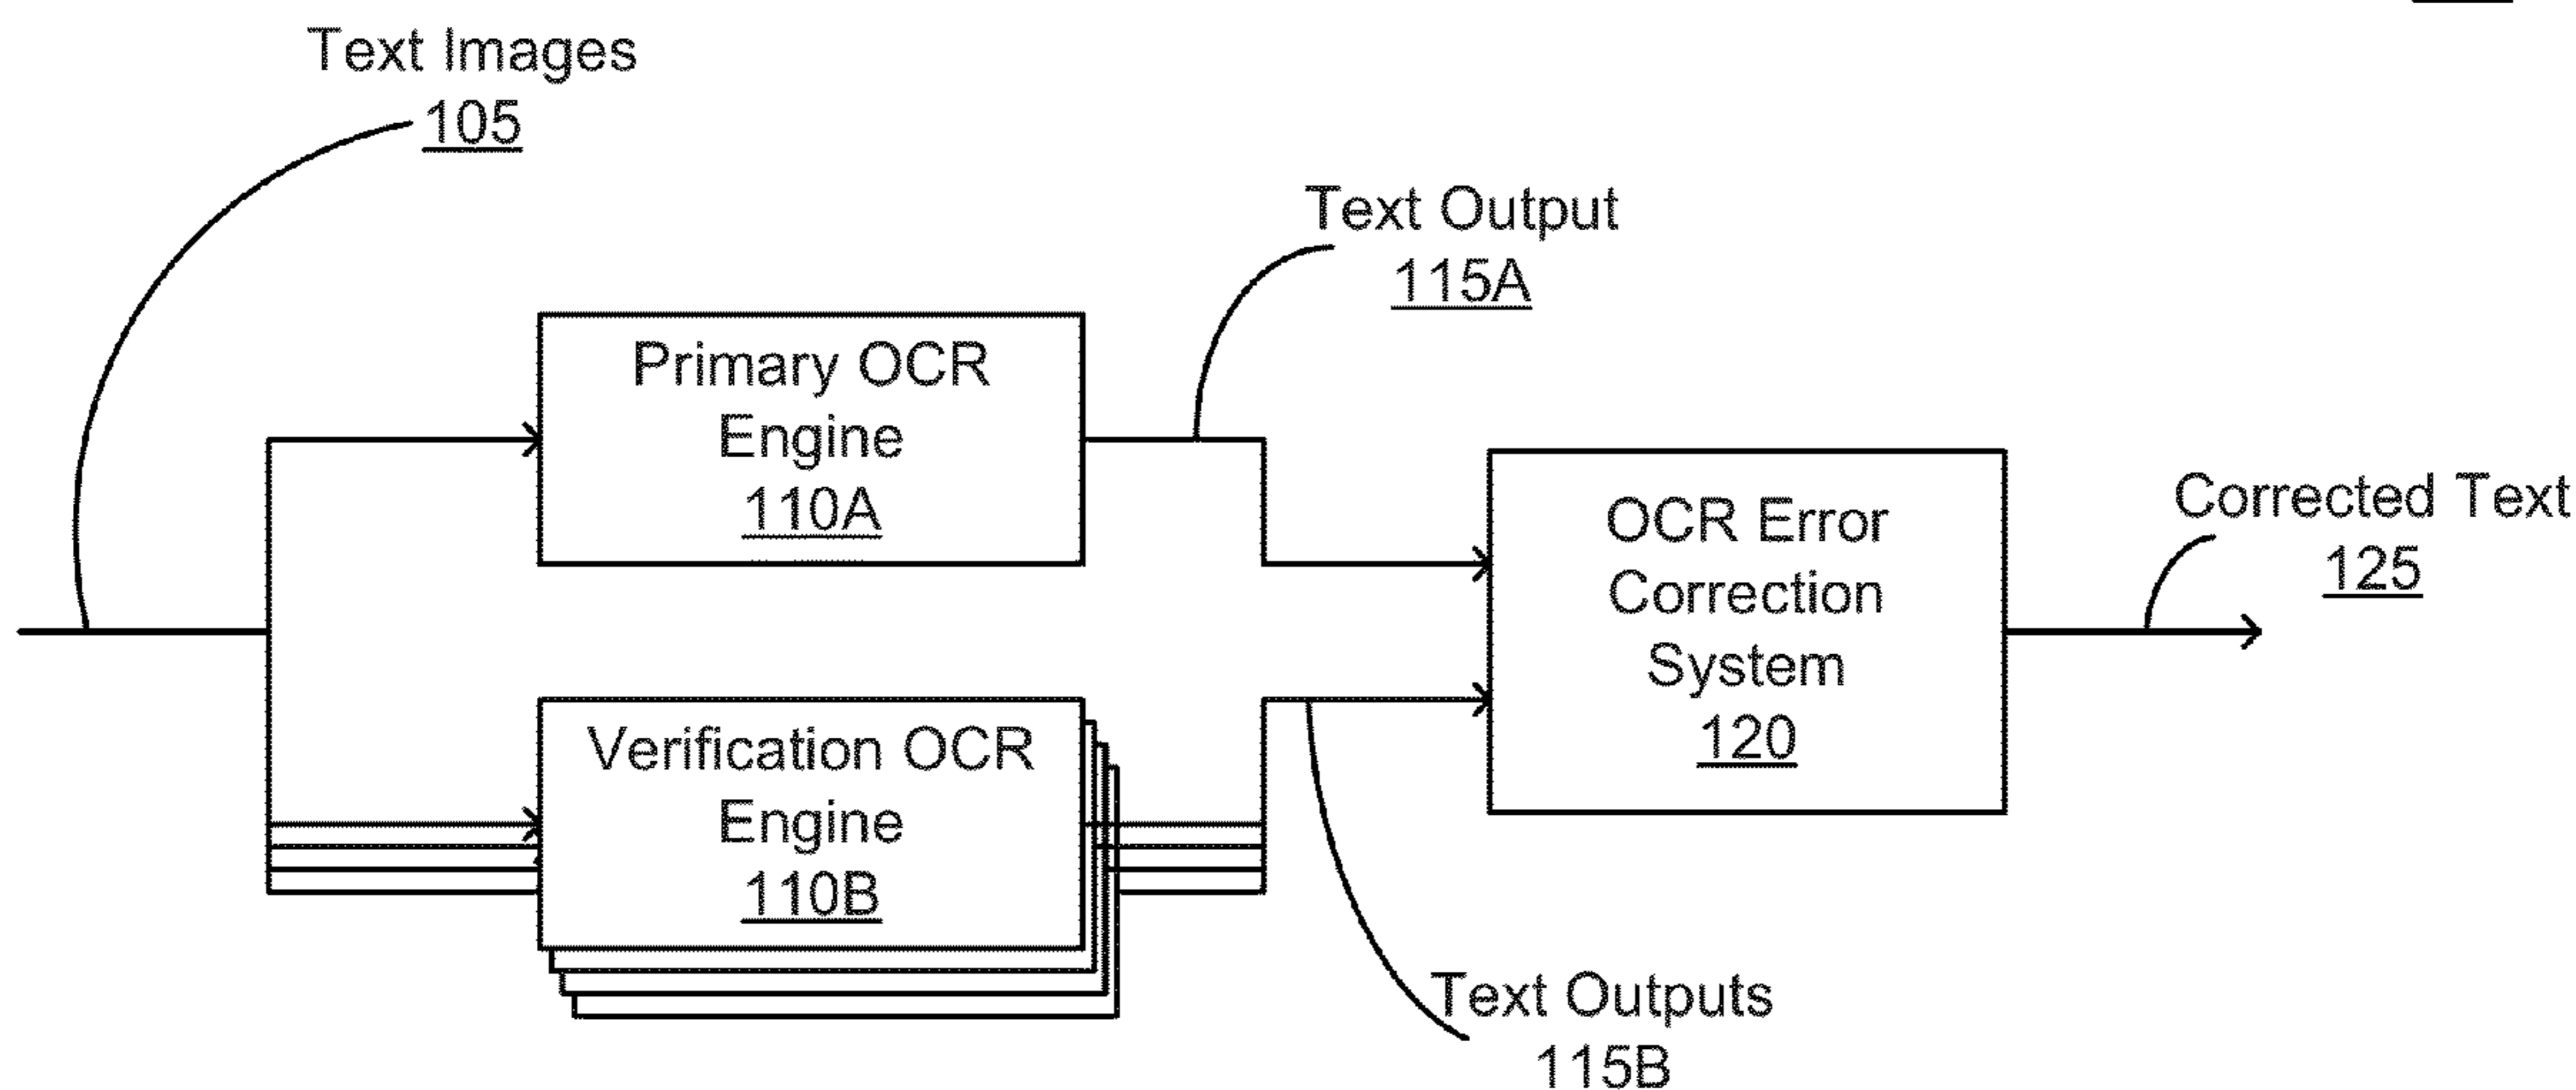 Text Images
105
Text Output
115A
Primary OCR
Engine
110A
OCR Error
Correction
System
120
Corrected Text
125
Verification OCR
Engine
110B
Text Outputs
115B